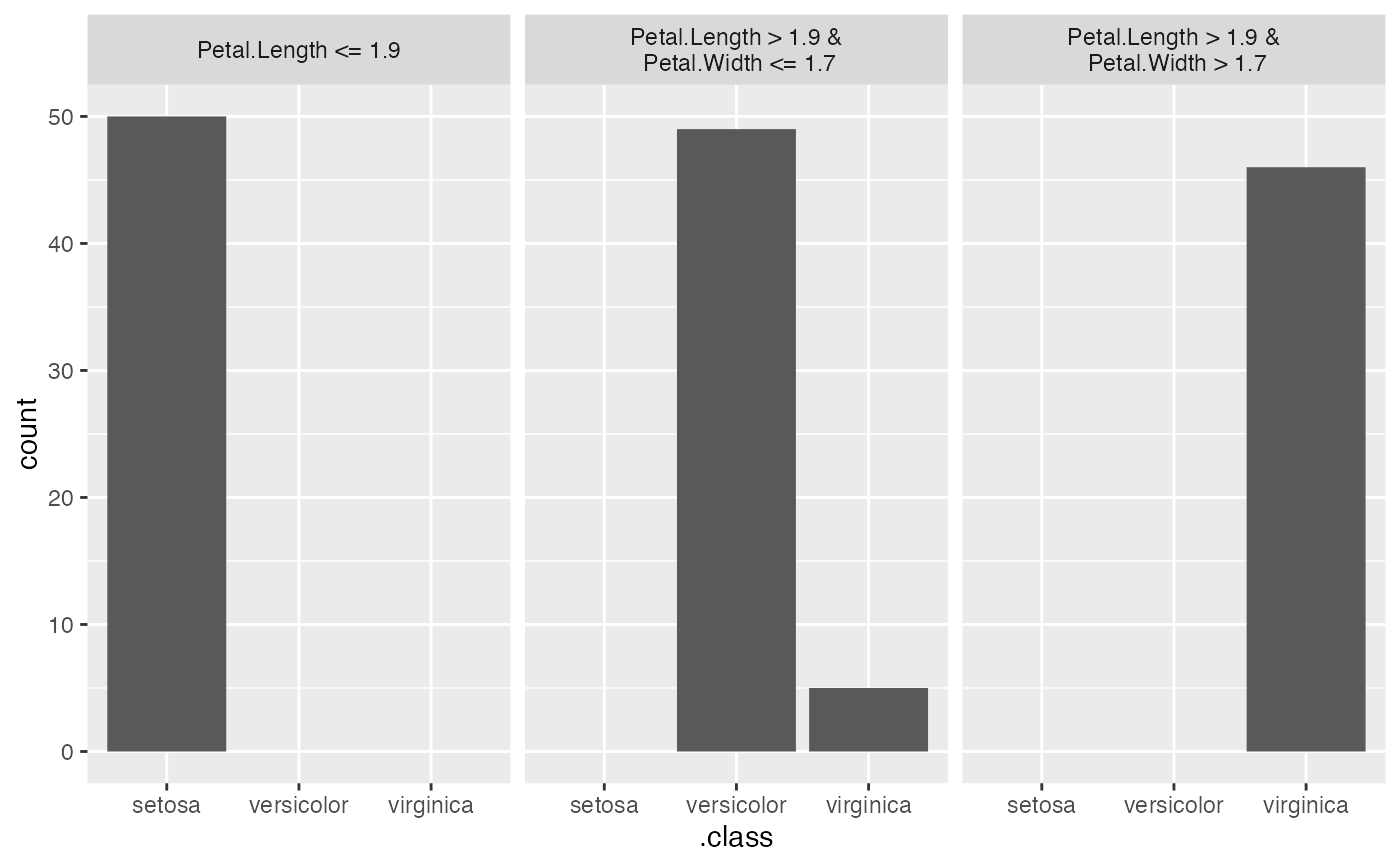 Petal.Length <= 1.9
Petal.Length > 1.9 &
Petal.Width <= 1.7
Petal.Length > 1.9 &
Petal.Width > 1.7
50
40
30
20
10
0
count
setosa versicolor virginica
setosa versicolor virginica
setosa versicolor virginica
.class